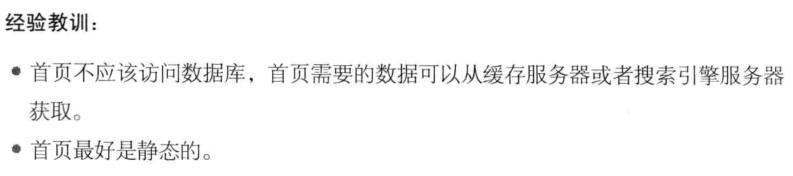 经验教训：
● 首页不应该访问数据库，首页需要的数据可以从缓存服务器或者搜索引擎服务器
获取。
● 首页最好是静态的。